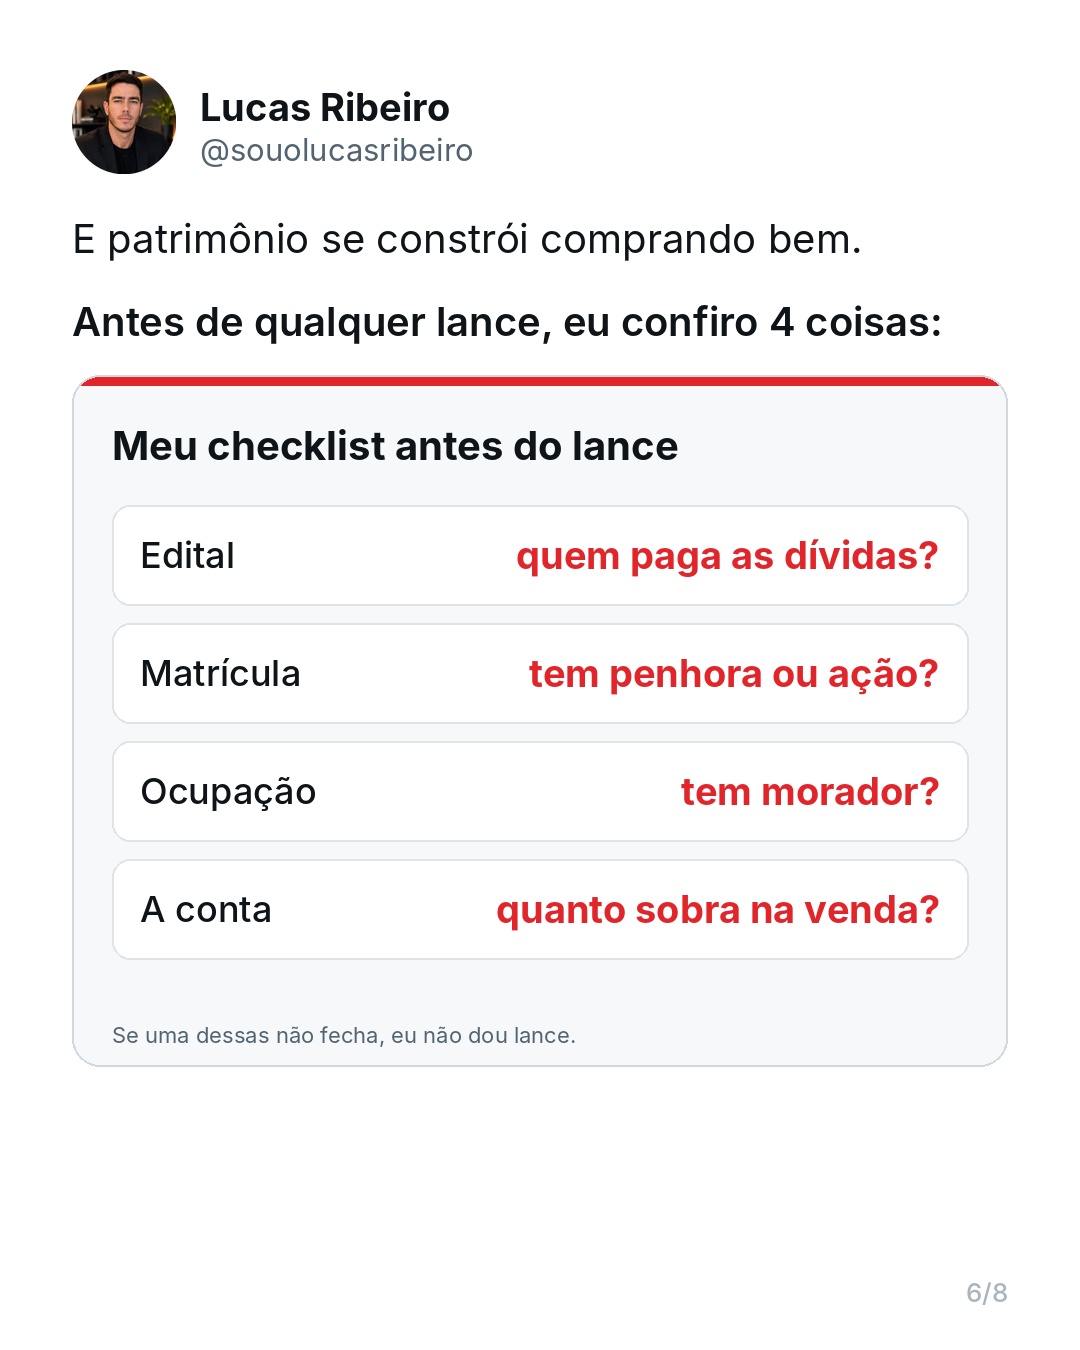 Lucas Ribeiro
@souolucasribeiro
E patrimônio se constrói comprando bem.
Antes de qualquer lance, eu confiro 4 coisas:
Meu checklist antes do lance
Edital quem paga as dívidas?
Matrícula tem penhora ou ação?
Ocupação tem morador?
A conta quanto sobra na venda?
Se uma dessas não fecha, eu não dou lance.
6/8